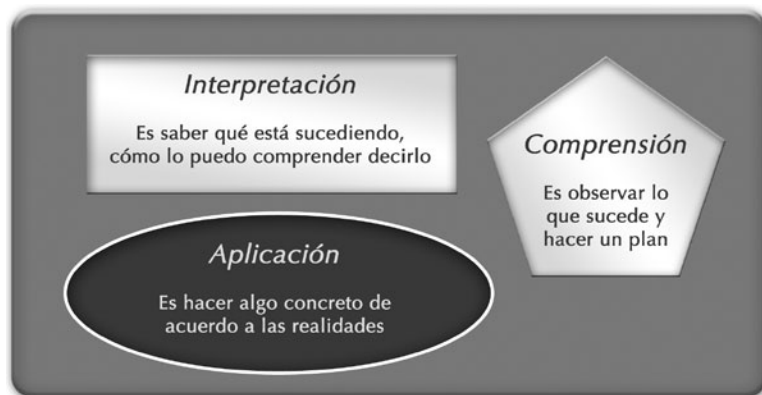 Interpretación
Es saber qué está sucediendo,
cómo lo puedo comprender decirlo
Comprensión
Es observar lo
que sucede y
hacer un plan
Aplicación
Es hacer algo concreto de
acuerdo a las realidades